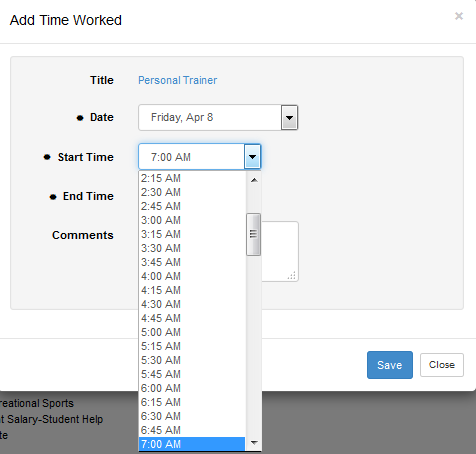 Add Time Worked ×
Title Personal Trainer
Date Friday, Apr 8
Start Time 7:00 AM
2:15 AM
2:30 AM
End Time
2:45 AM
3:00 AM
3:15 AM
Comments
3:30 AM
3:45 AM
4:00 AM
4:15 AM
4:30 AM
4:45 AM
5:00 AM
5:15 AM
5:30 AM
5:45 AM
6:00 AM
6:15 AM
6:30 AM
6:45 AM
7:00 AM
Save Close
reational Sports
t Salary-Student Help
te